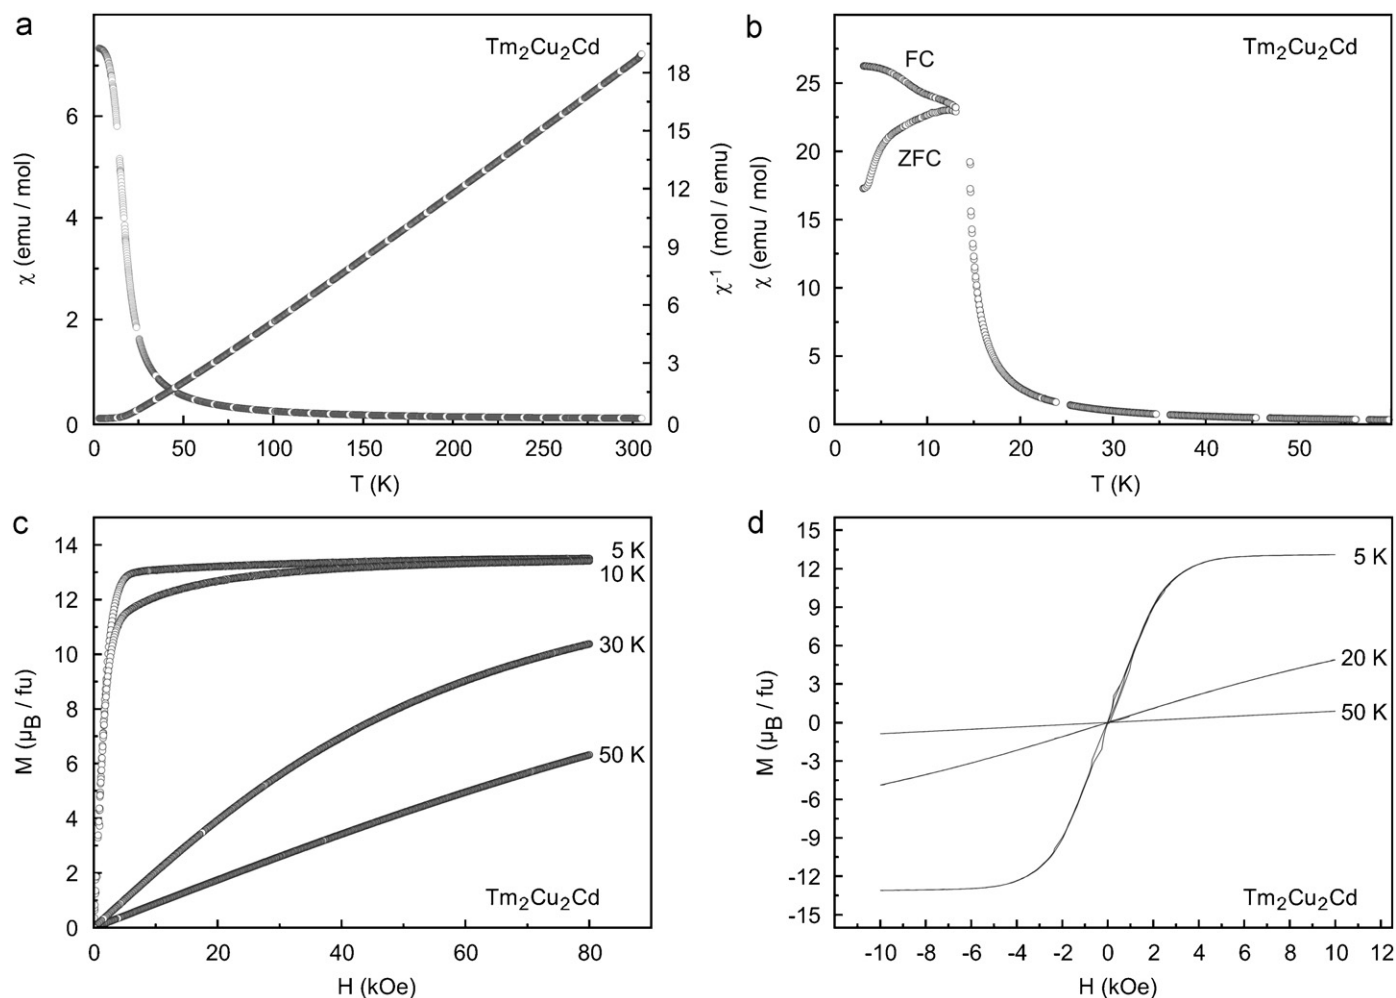 a
Tm2Cu2Cd
χ (emu / mol)
6
4
2
0
18
15
12
9
6
3
0
χ-1 (mol / emu)
0 50 100 150 200 250 300
T (K)
b
Tm2Cu2Cd
FC
ZFC
χ (emu / mol)
25
20
15
10
5
0
0 10 20 30 40 50
T (K)
c
M (μB / fu)
14
12
10
8
6
4
2
0
5 K
10 K
30 K
50 K
Tm2Cu2Cd
0 20 40 60 80
H (kOe)
d
M (μB / fu)
15
12
9
6
3
0
-3
-6
-9
-12
-15
5 K
20 K
50 K
Tm2Cu2Cd
-10 -8 -6 -4 -2 0 2 4 6 8 10 12
H (kOe)